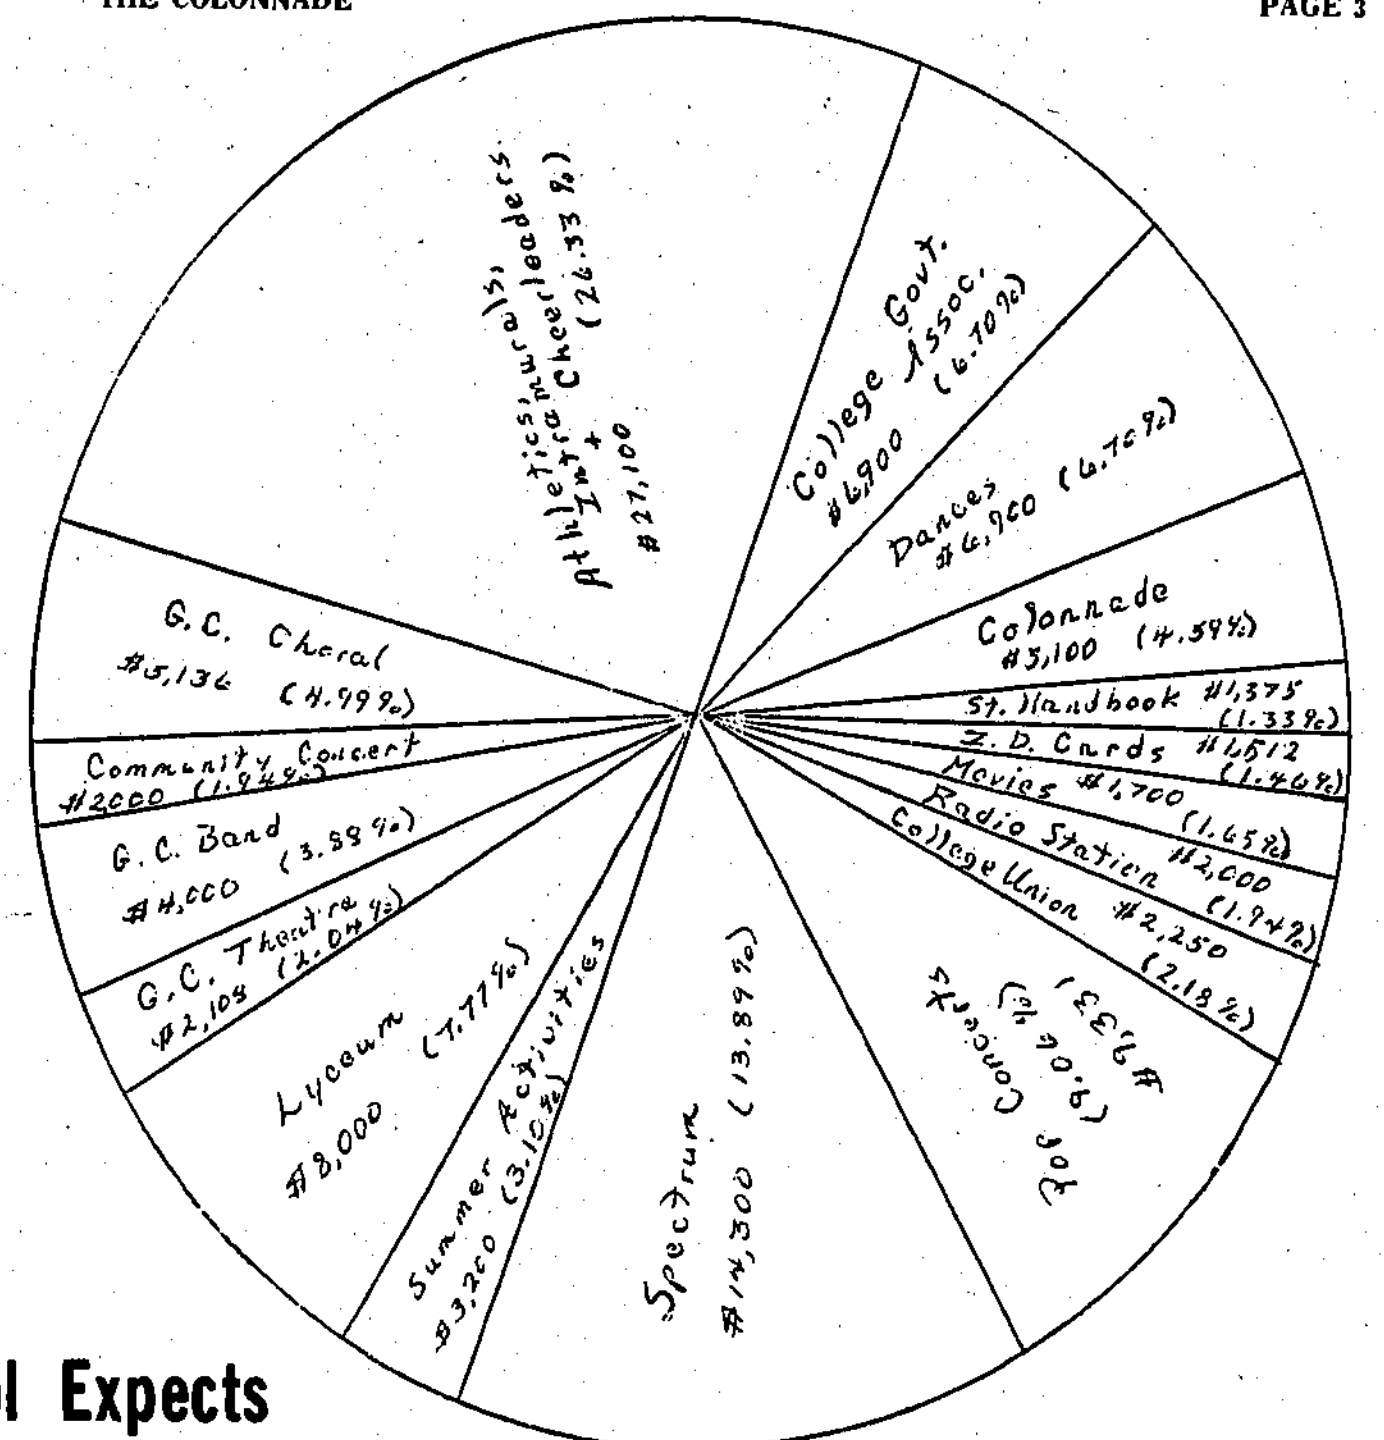 THE COLONNADE
PAGE 3
Athletics,
Intramurals,
+ Cheerleaders.
$27,100 (26.33%)
College Govt.
Assoc.
$6,900 (6.70%)
Dances
$6,900 (6.70%)
Colonnade
$5,100 (4.59%)
St. Handbook $1,375
(1.33%)
I.D. Cards $1,512
(1.46%)
Movies $1,700
(1.65%)
Radio Station $2,000
(1.94%)
College Union $2,250
(2.18%)
Pop Concerts
(9.06%)
$9,331
Spectrum
$14,300 (13.89%)
Summer Activities
$3,200 (3.10%)
Lyceum
$8,000 (7.77%)
G.C. Theatre
$2,108 (2.04%)
G.C. Band
$4,000 (3.88%)
Community Concert
$2,000 (1.94%)
G.C. Choral
$5,136 (4.99%)
Expects